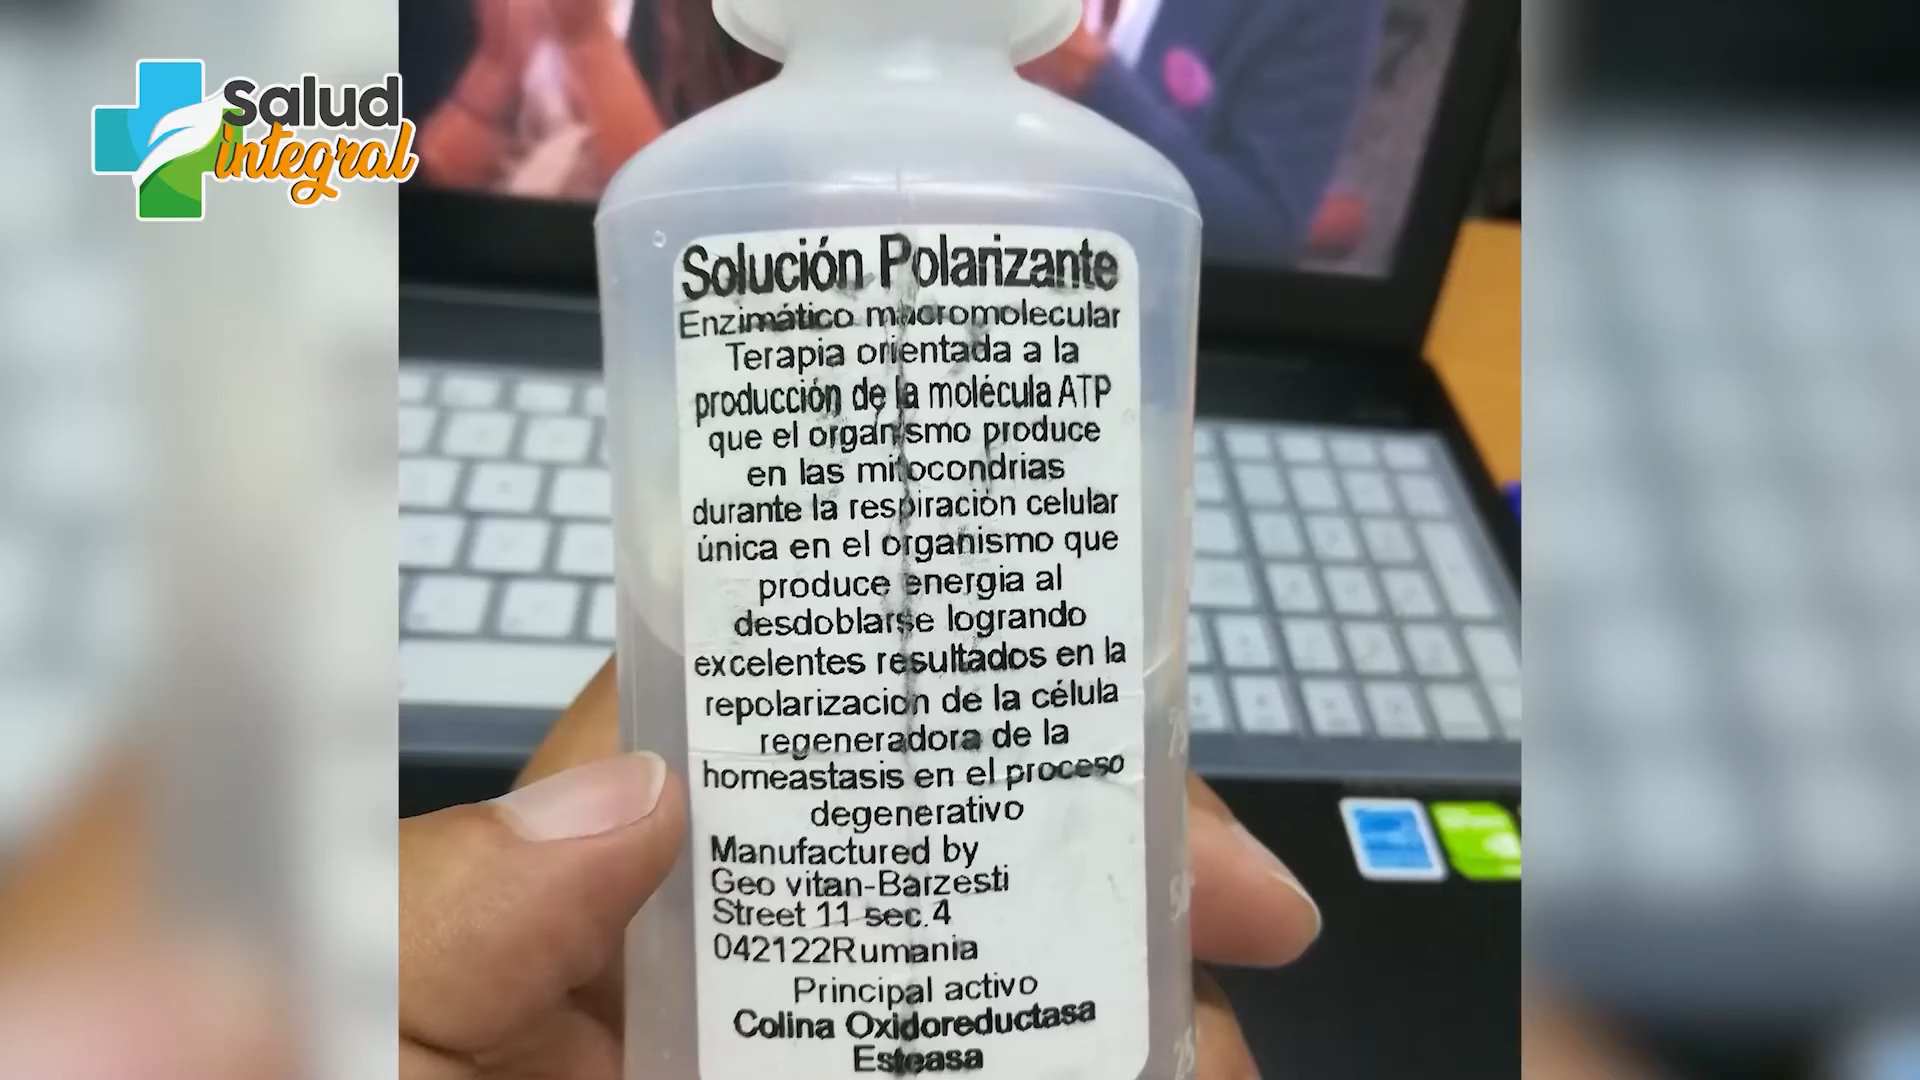 Salud
integral
Solución Polarizante
Enzimático macromolecular
Terapia orientada a la
producción de la molécula ATP
que el organismo produce
en las mitocondrias
durante la respiración celular
única en el organismo que
produce energia al
desdoblarse logrando
excelentes resultados en la
repolarización de la célula
regeneradora de la
homeastasis en el proceso
degenerativo
Manufactured by
Geo vitan-Barzesti
Street 11 sec.4
042122Rumania
Principal activo
Colina Oxidoreductasa
Esteasa